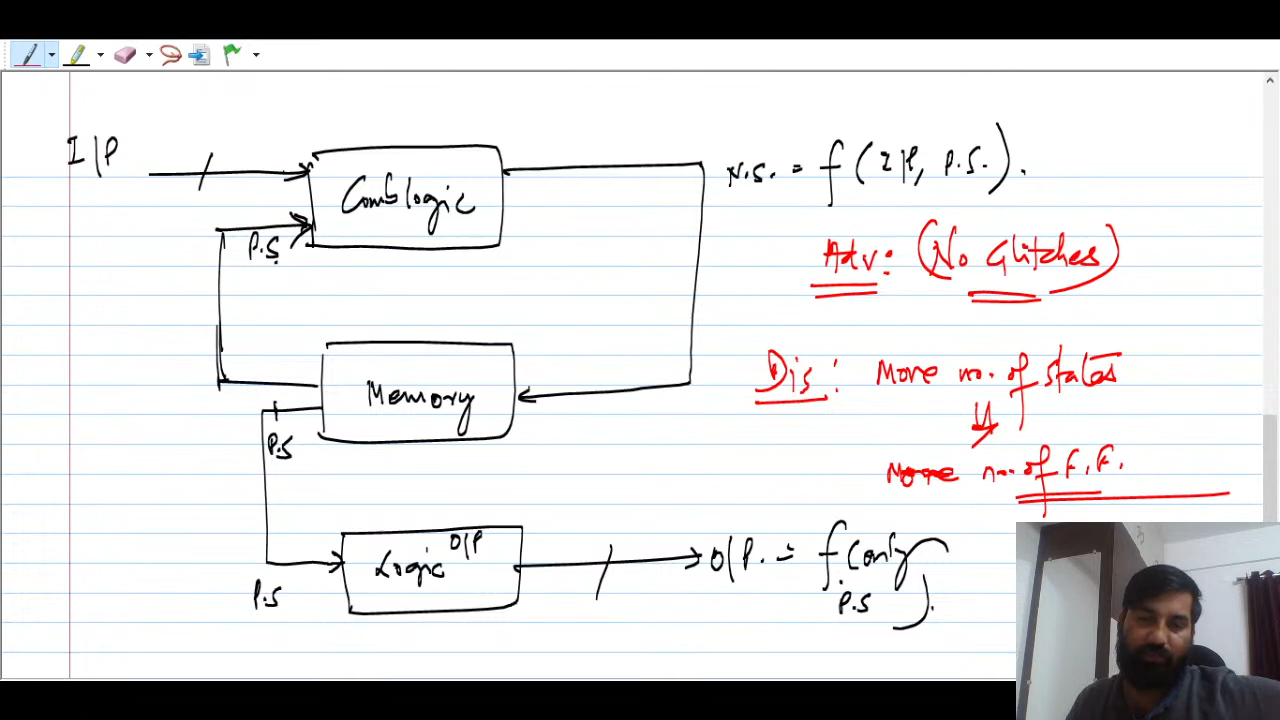 I/P
Comb logic
N.S. = f (I/P, P.S.).
P.S
Adv: (No Glitches)
Memory
Dis: More no. of states
P.S
More no. of F.F.
Logic O/P
O/P. = f (only
P.S
P.S ).